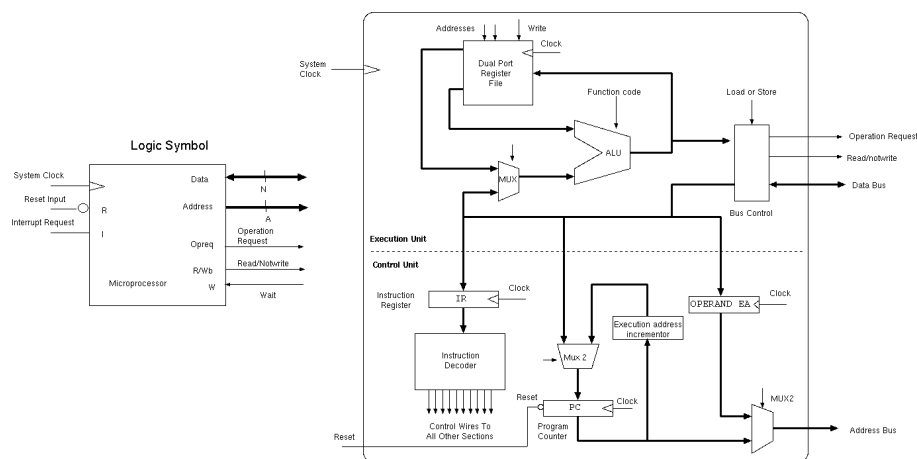 Logic Symbol
System Clock
Reset Input
R
Interrupt Request
I
Microprocessor
Data
N
Address
A
Opreq
Operation
Request
R/Wb
Read/Notwrite
W
Wait
System
Clock
Addresses
Write
Clock
Dual Port
Register
File
Function code
ALU
MUX
Load or Store
Operation Request
Read/notwrite
Data Bus
Bus Control
Execution Unit
Control Unit
Instruction
Register
IR
Clock
Instruction
Decoder
Control Wires To
All Other Sections
Mux 2
Execution address
incrementor
OPERAND EA
Clock
Reset
PC
Clock
Program
Counter
Reset
MUX2
Address Bus